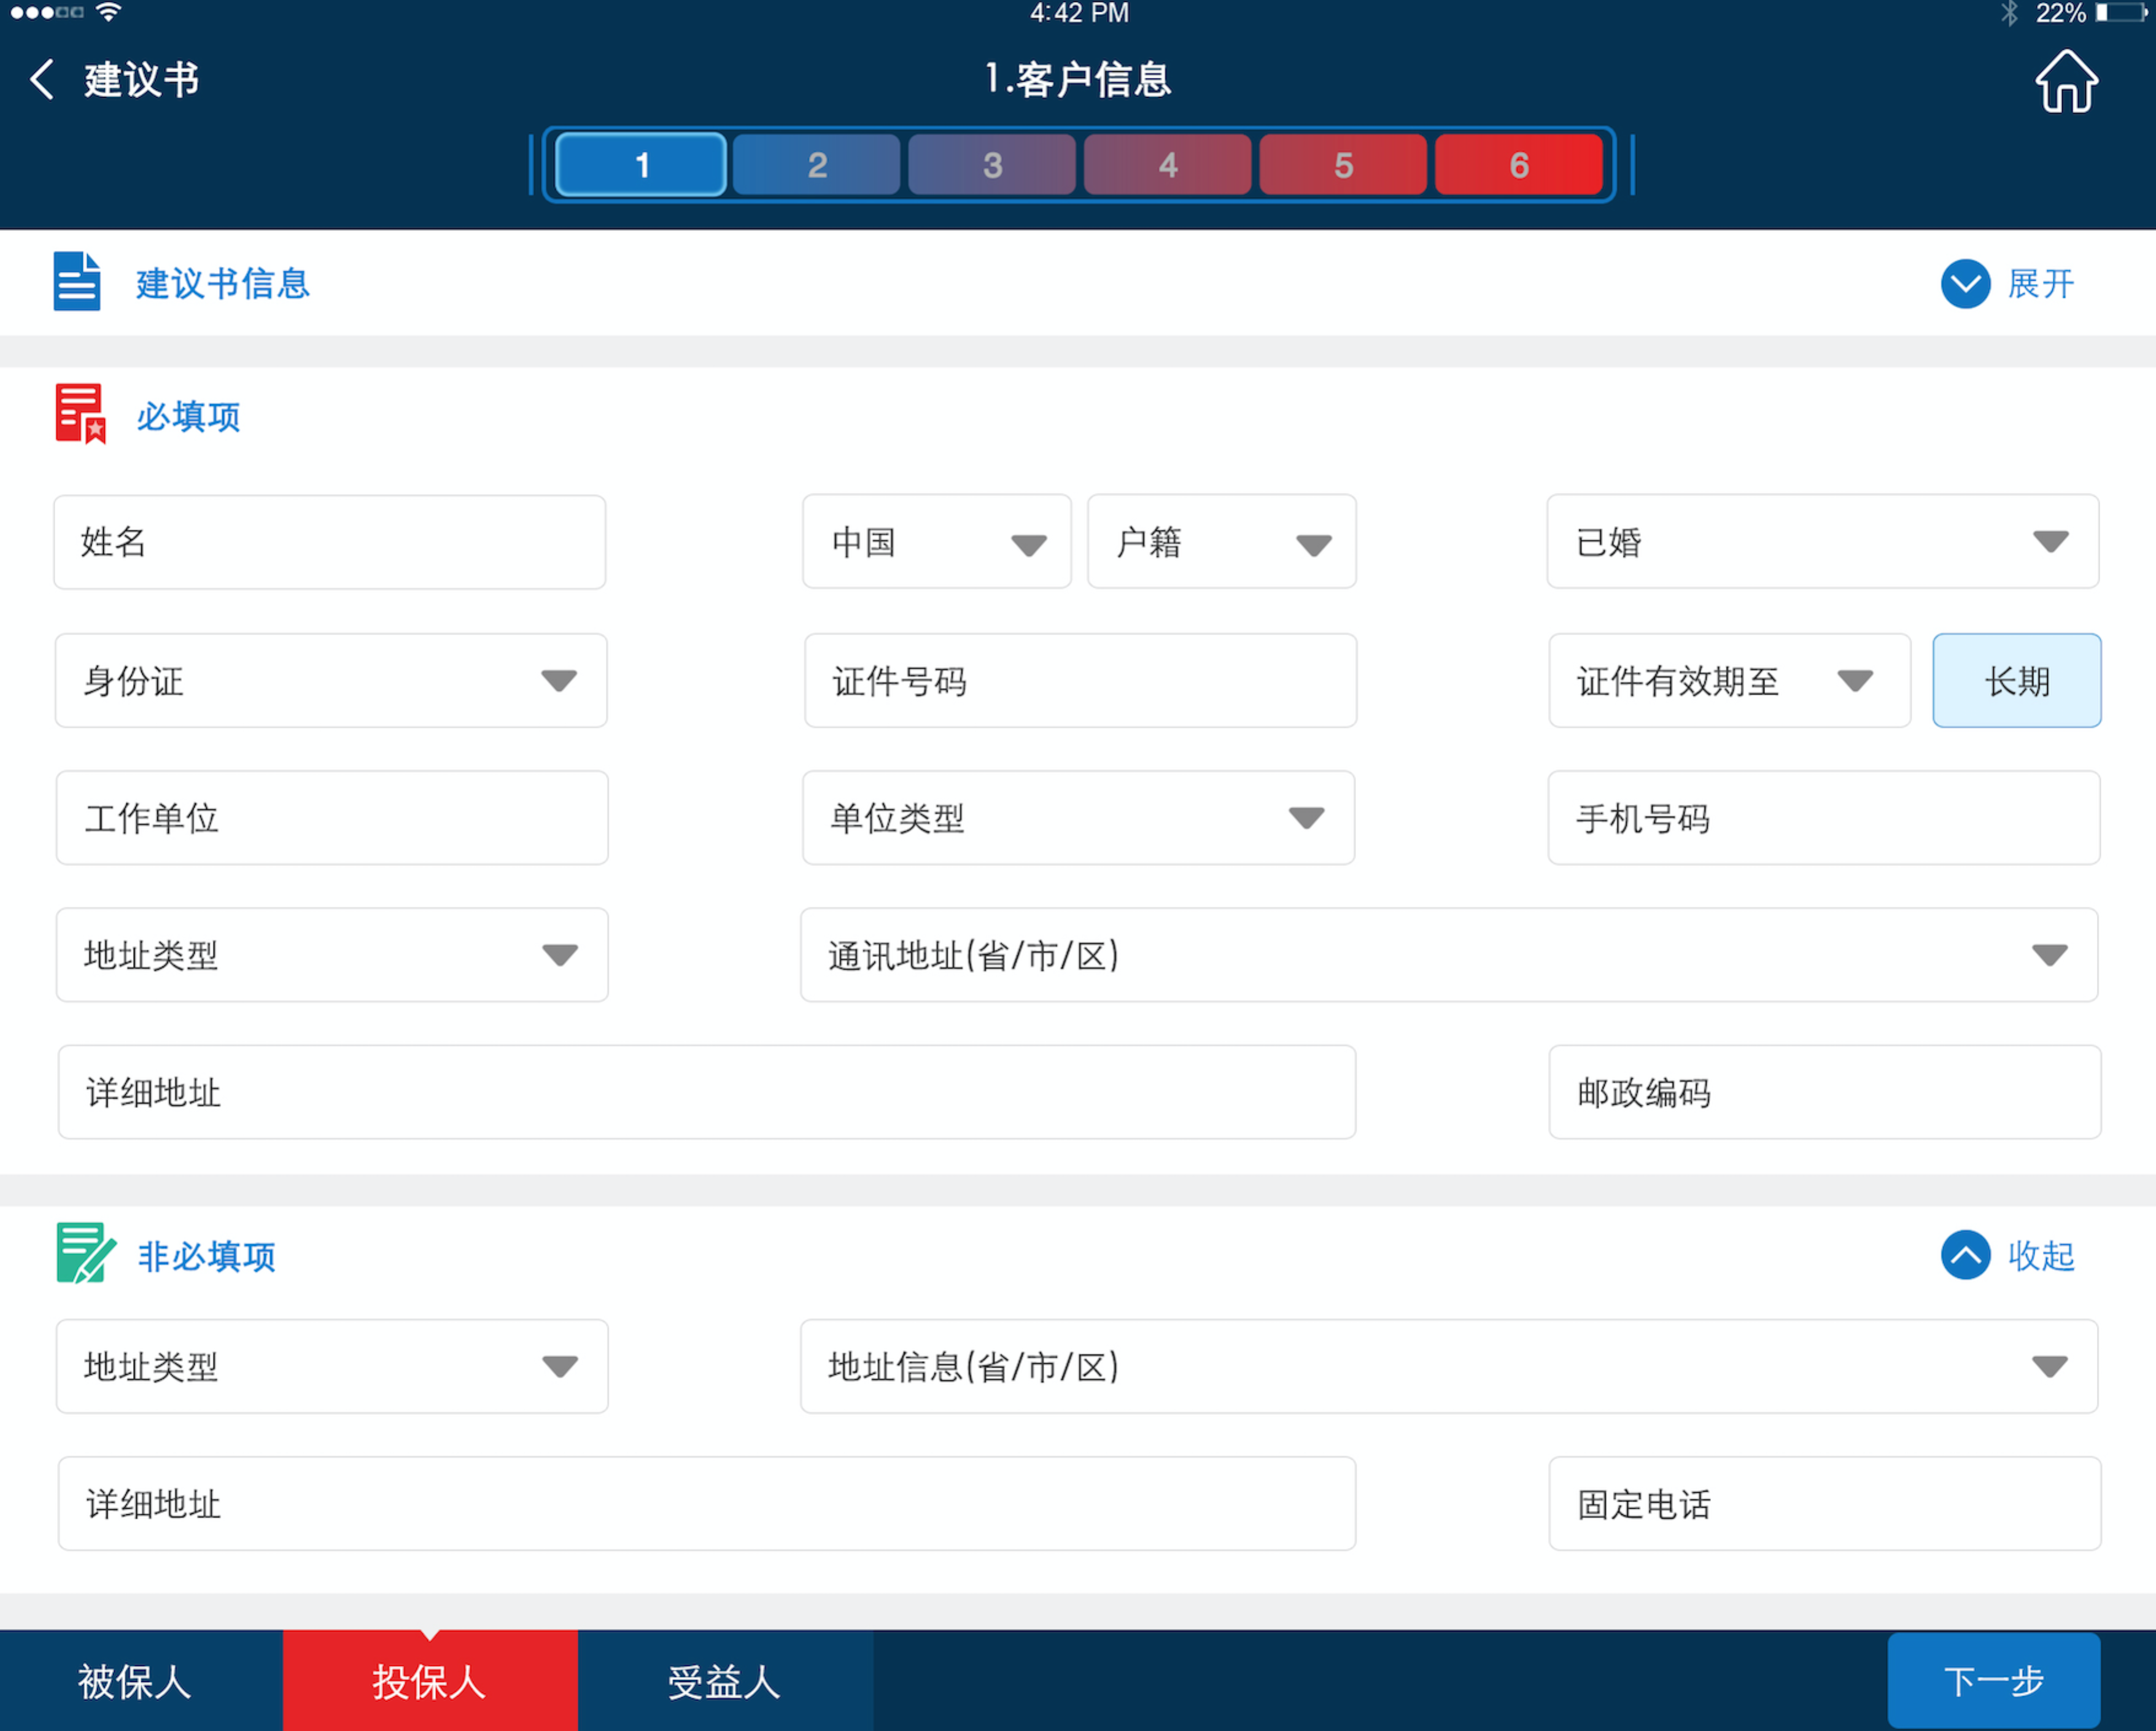 4:42 PM
22%
建议书
1.客户信息
1 2 3 4 5 6
建议书信息
展开
必填项
姓名
中国
户籍
已婚
身份证
证件号码
证件有效期至
长期
工作单位
单位类型
手机号码
地址类型
通讯地址(省/市/区)
详细地址
邮政编码
非必填项
收起
地址类型
地址信息(省/市/区)
详细地址
固定电话
被保人
投保人
受益人
下一步